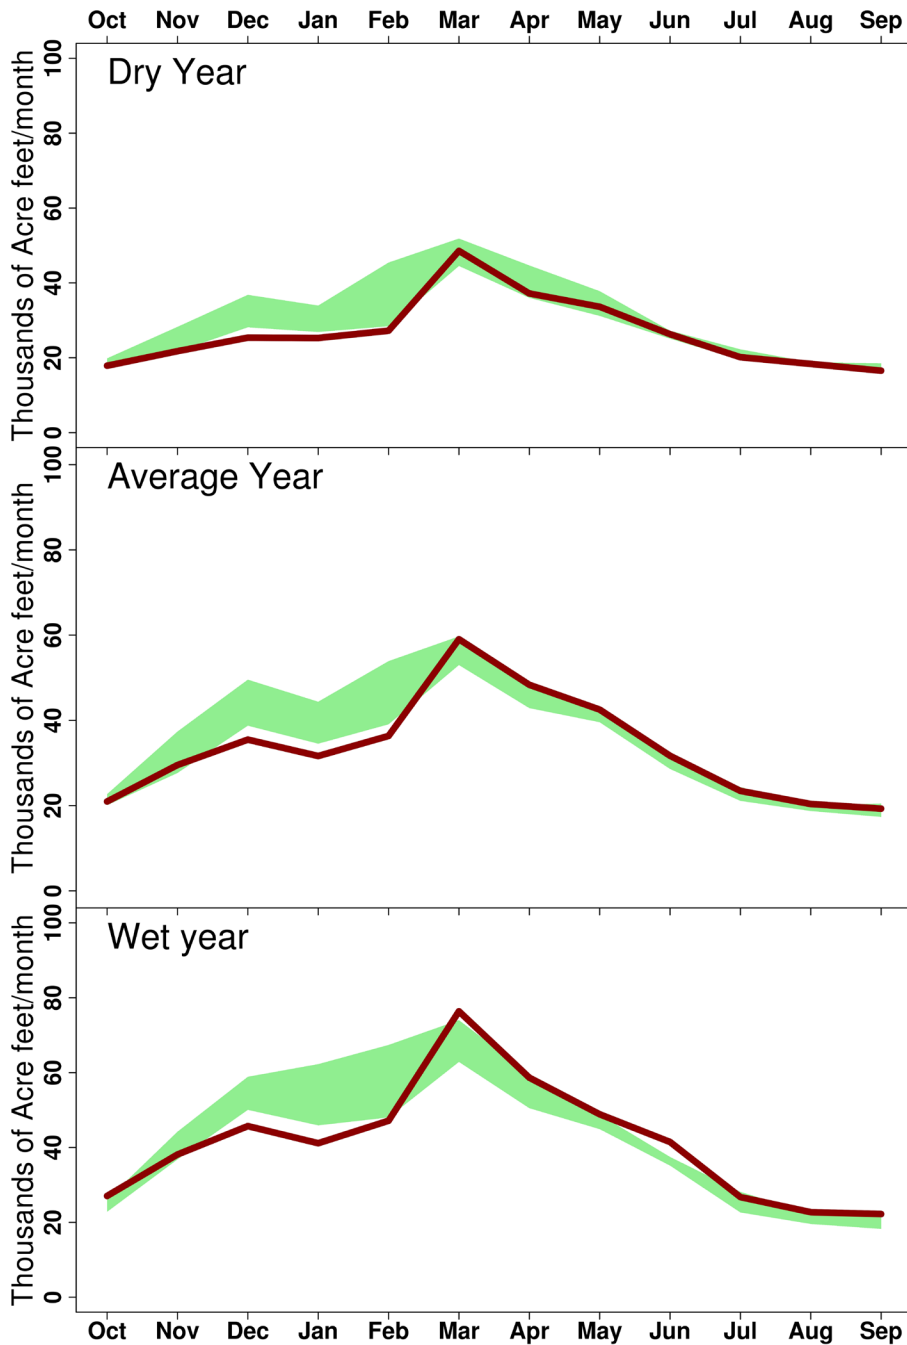 Oct Nov Dec Jan Feb Mar Apr May Jun Jul Aug Sep
Dry Year
Thousands of Acre feet/month
100
80
60
40
20
0
Average Year
Thousands of Acre feet/month
100
80
60
40
20
0
Wet year
Thousands of Acre feet/month
100
80
60
40
20
0
Oct Nov Dec Jan Feb Mar Apr May Jun Jul Aug Sep